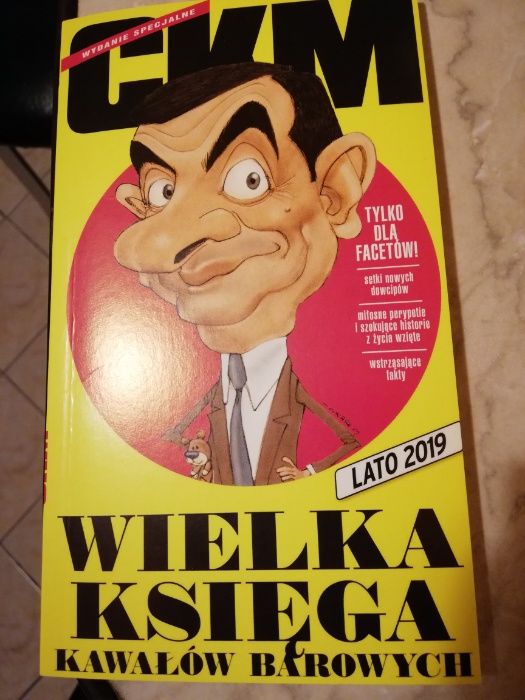 WYDANIE SPECJALNE
CKM
TYLKO
DLA
FACETÓW!
setki nowych
dowcipów
miłosne perypetie
i szokujące historie
z życia wzięte
wstrząsające
fakty
LATO 2019
WIELKA
KSIĘGA
KAWAŁÓW BAROWYCH